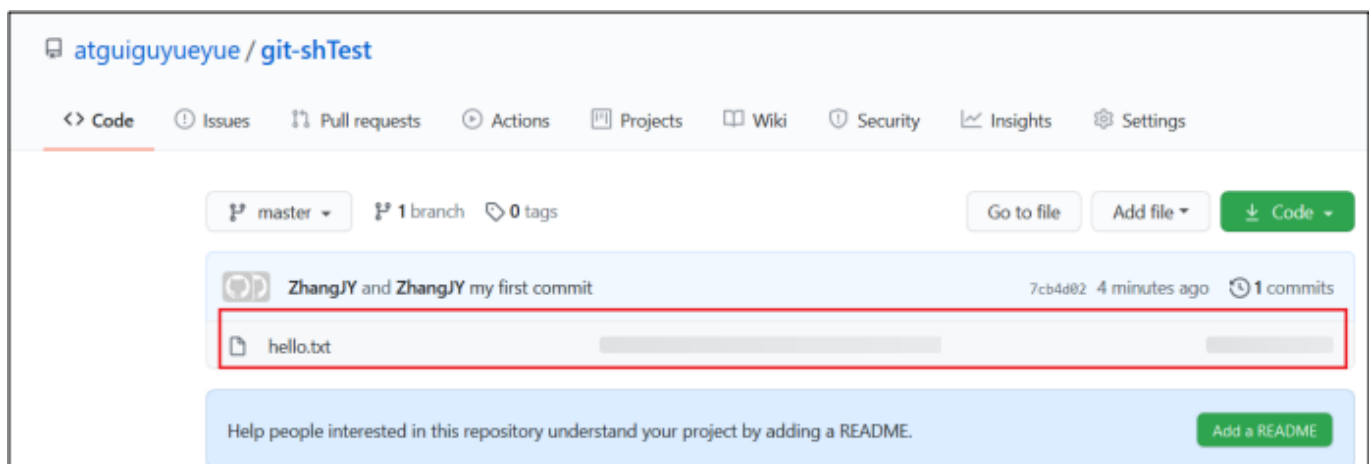 atguiguyueyue / git-shTest
<> Code Issues Pull requests Actions Projects Wiki Security Insights Settings
master 1 branch 0 tags Go to file Add file Code
ZhangJY and ZhangJY my first commit 7cb4d02 4 minutes ago 1 commits
hello.txt
Help people interested in this repository understand your project by adding a README. Add a README